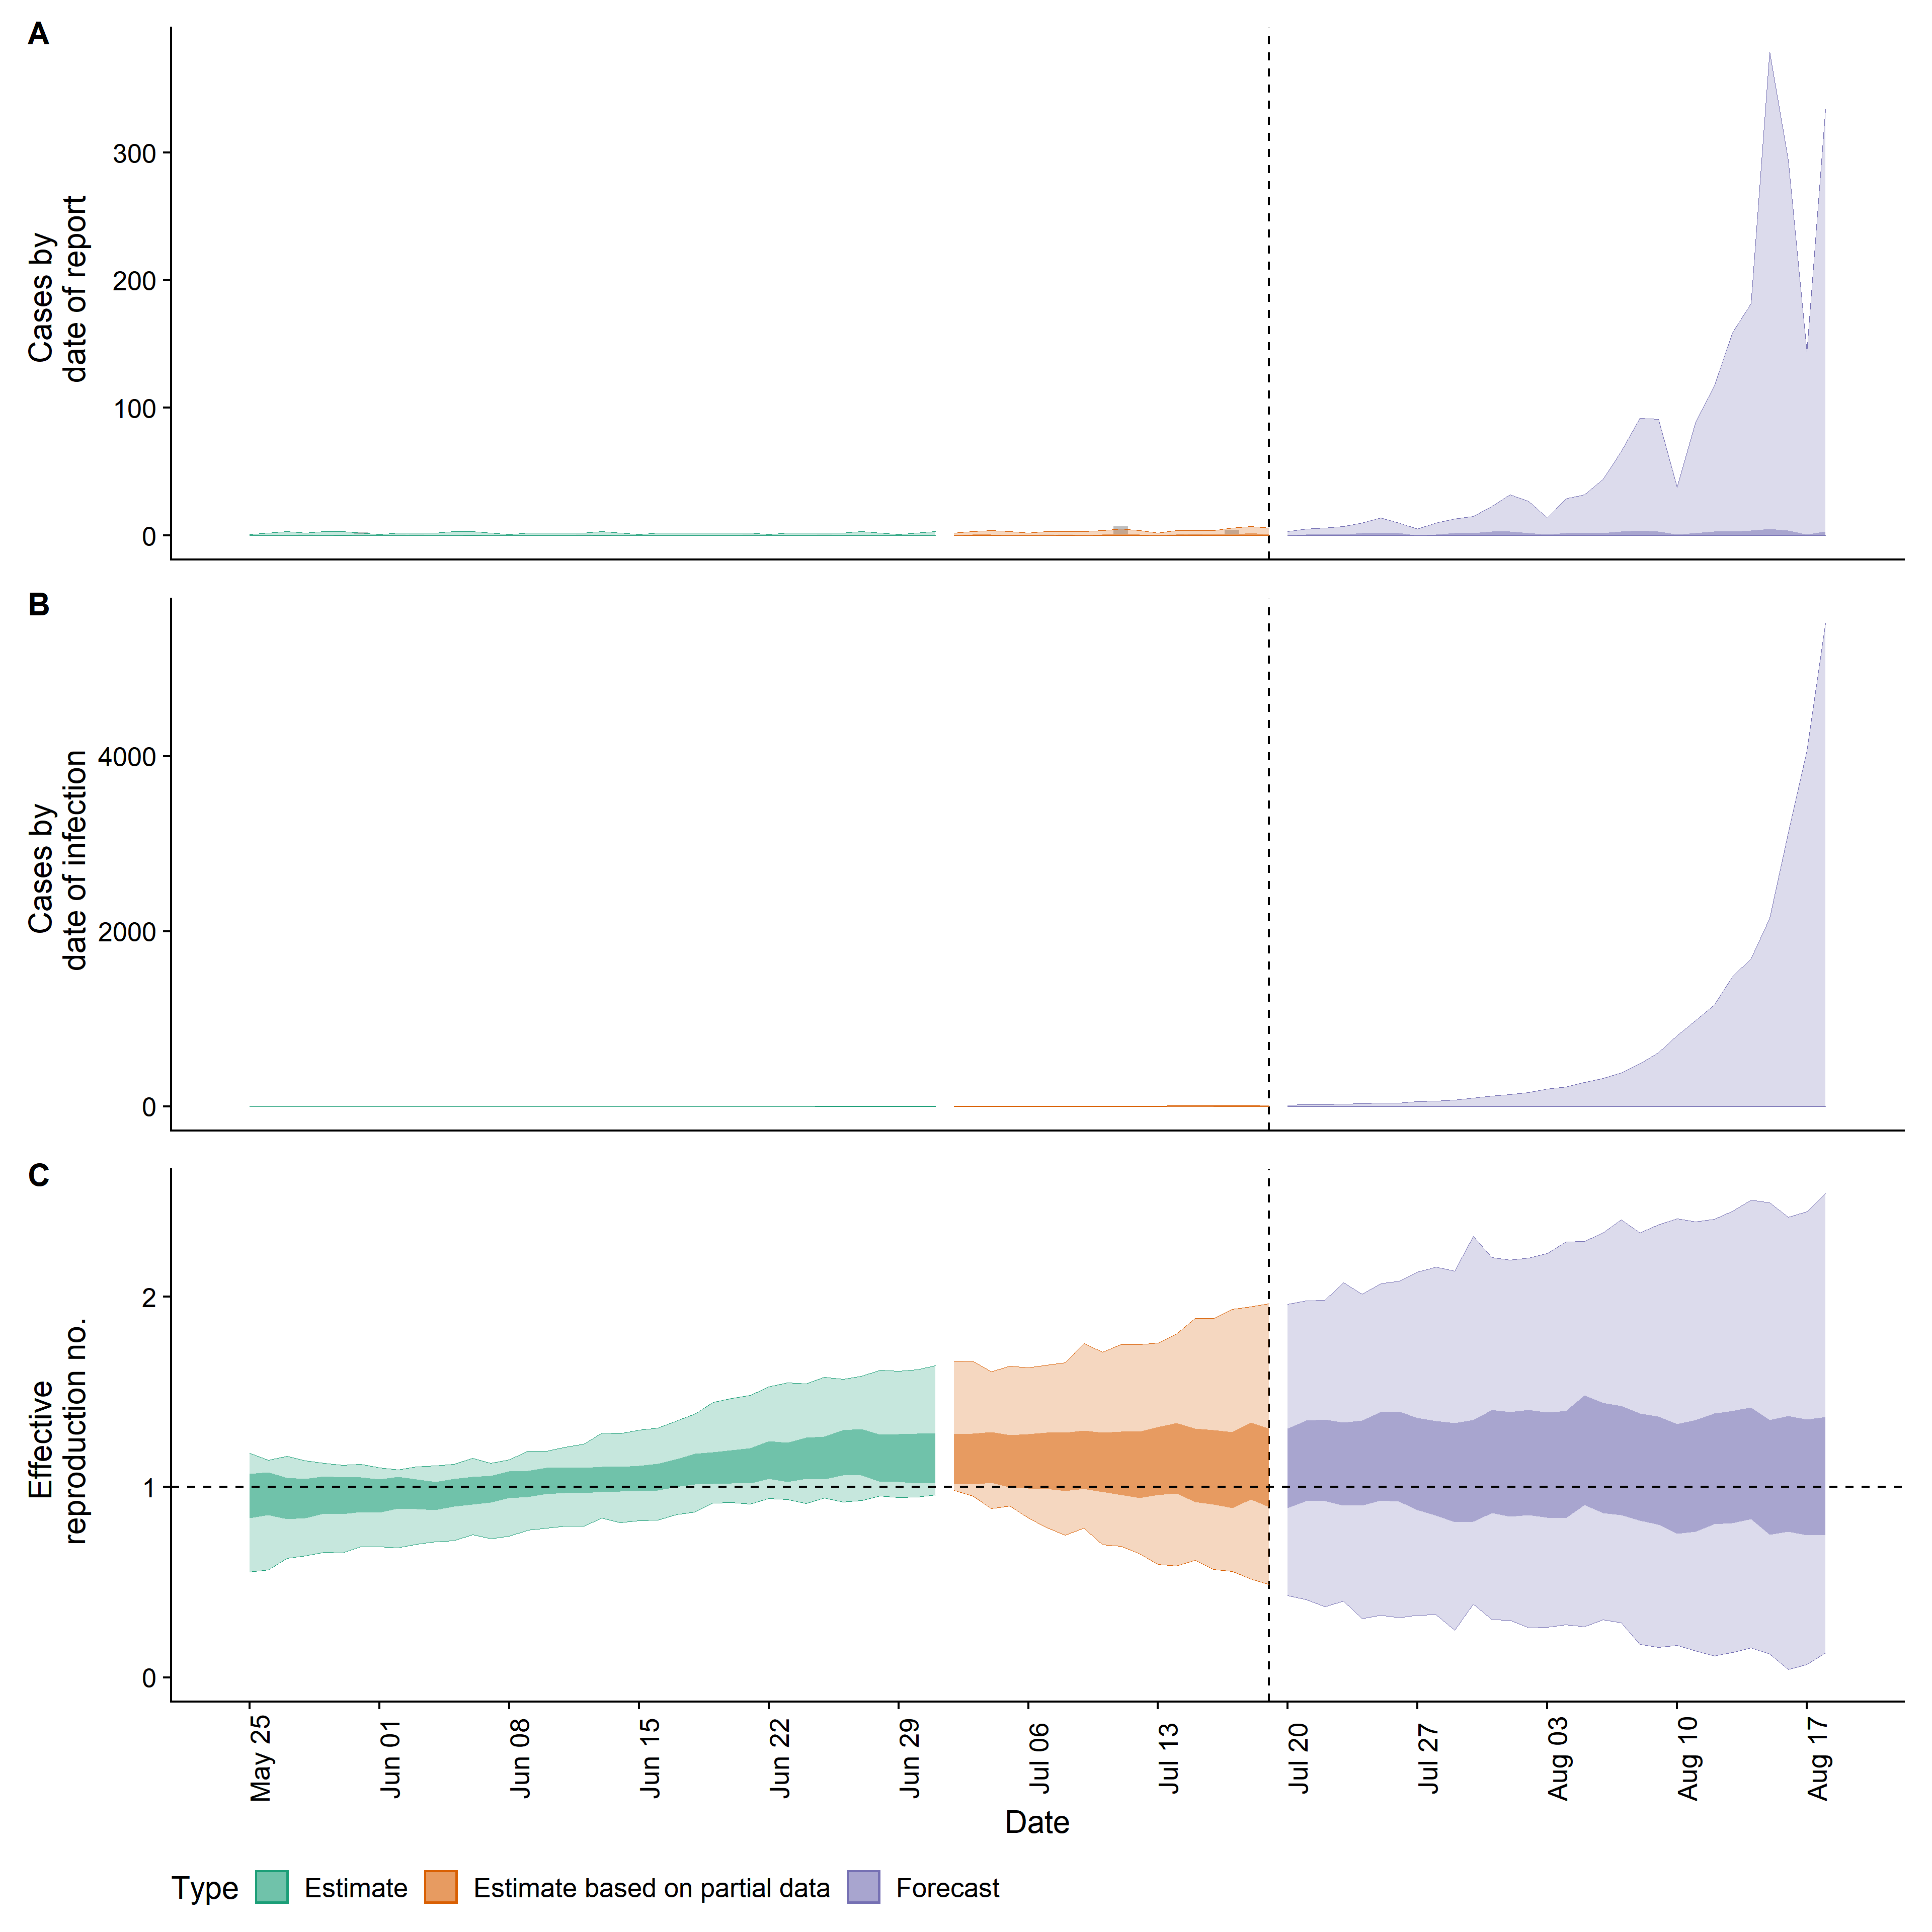 A
Cases by
date of report
300
200
100
0
B
Cases by
date of infection
4000
2000
0
C
Effective
reproduction no.
2
1
0
May 25
Jun 01
Jun 08
Jun 15
Jun 22
Jun 29
Jul 06
Jul 13
Jul 20
Jul 27
Aug 03
Aug 10
Aug 17
Date
Type Estimate Estimate based on partial data Forecast